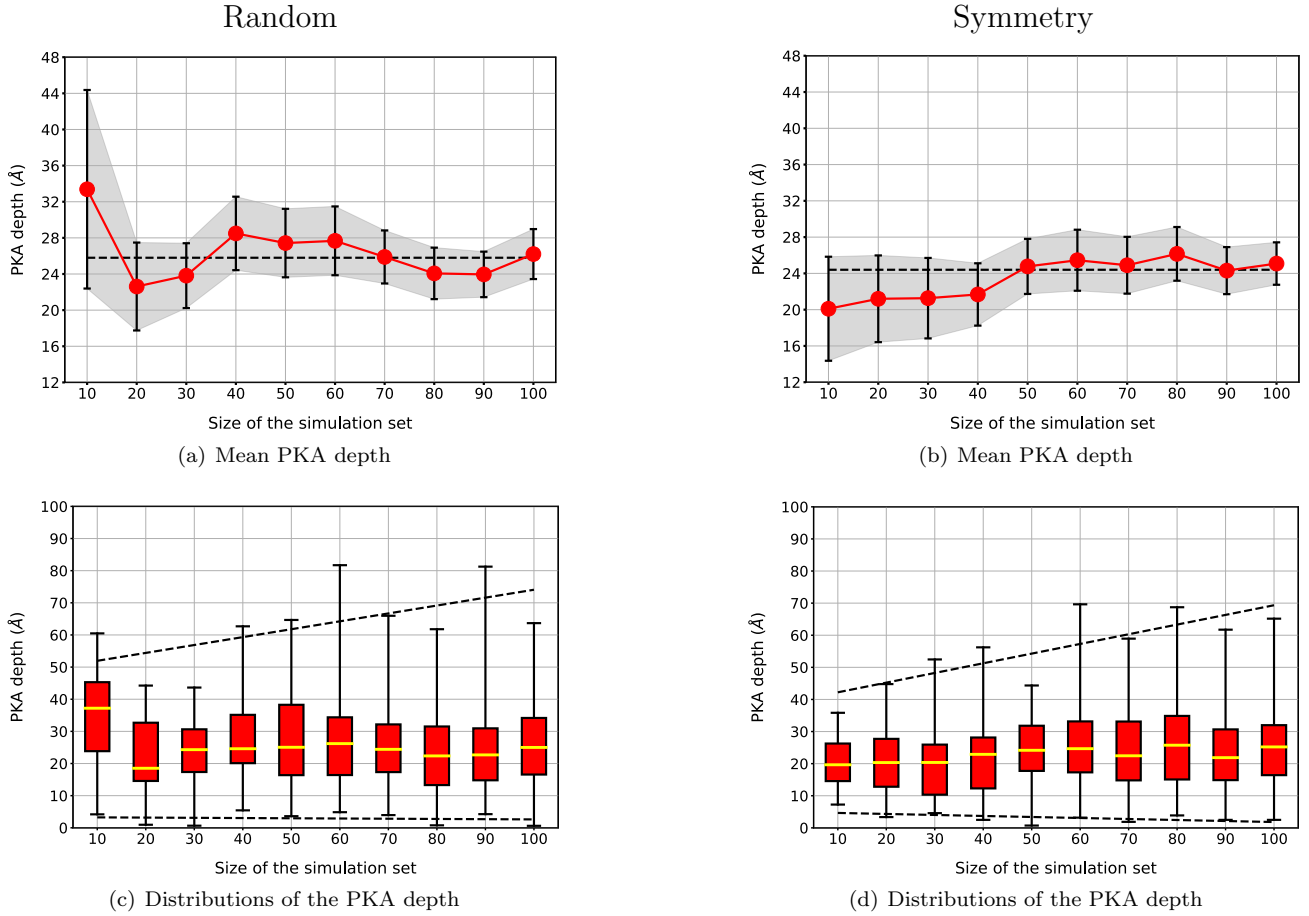 Random
Symmetry
48
44
40
36
32
28
24
20
16
12
PKA depth (Å)
10 20 30 40 50 60 70 80 90 100
Size of the simulation set
(a) Mean PKA depth
48
44
40
36
32
28
24
20
16
12
PKA depth (Å)
10 20 30 40 50 60 70 80 90 100
Size of the simulation set
(b) Mean PKA depth
100
90
80
70
60
50
40
30
20
10
0
PKA depth (Å)
10 20 30 40 50 60 70 80 90 100
Size of the simulation set
(c) Distributions of the PKA depth
100
90
80
70
60
50
40
30
20
10
0
PKA depth (Å)
10 20 30 40 50 60 70 80 90 100
Size of the simulation set
(d) Distributions of the PKA depth